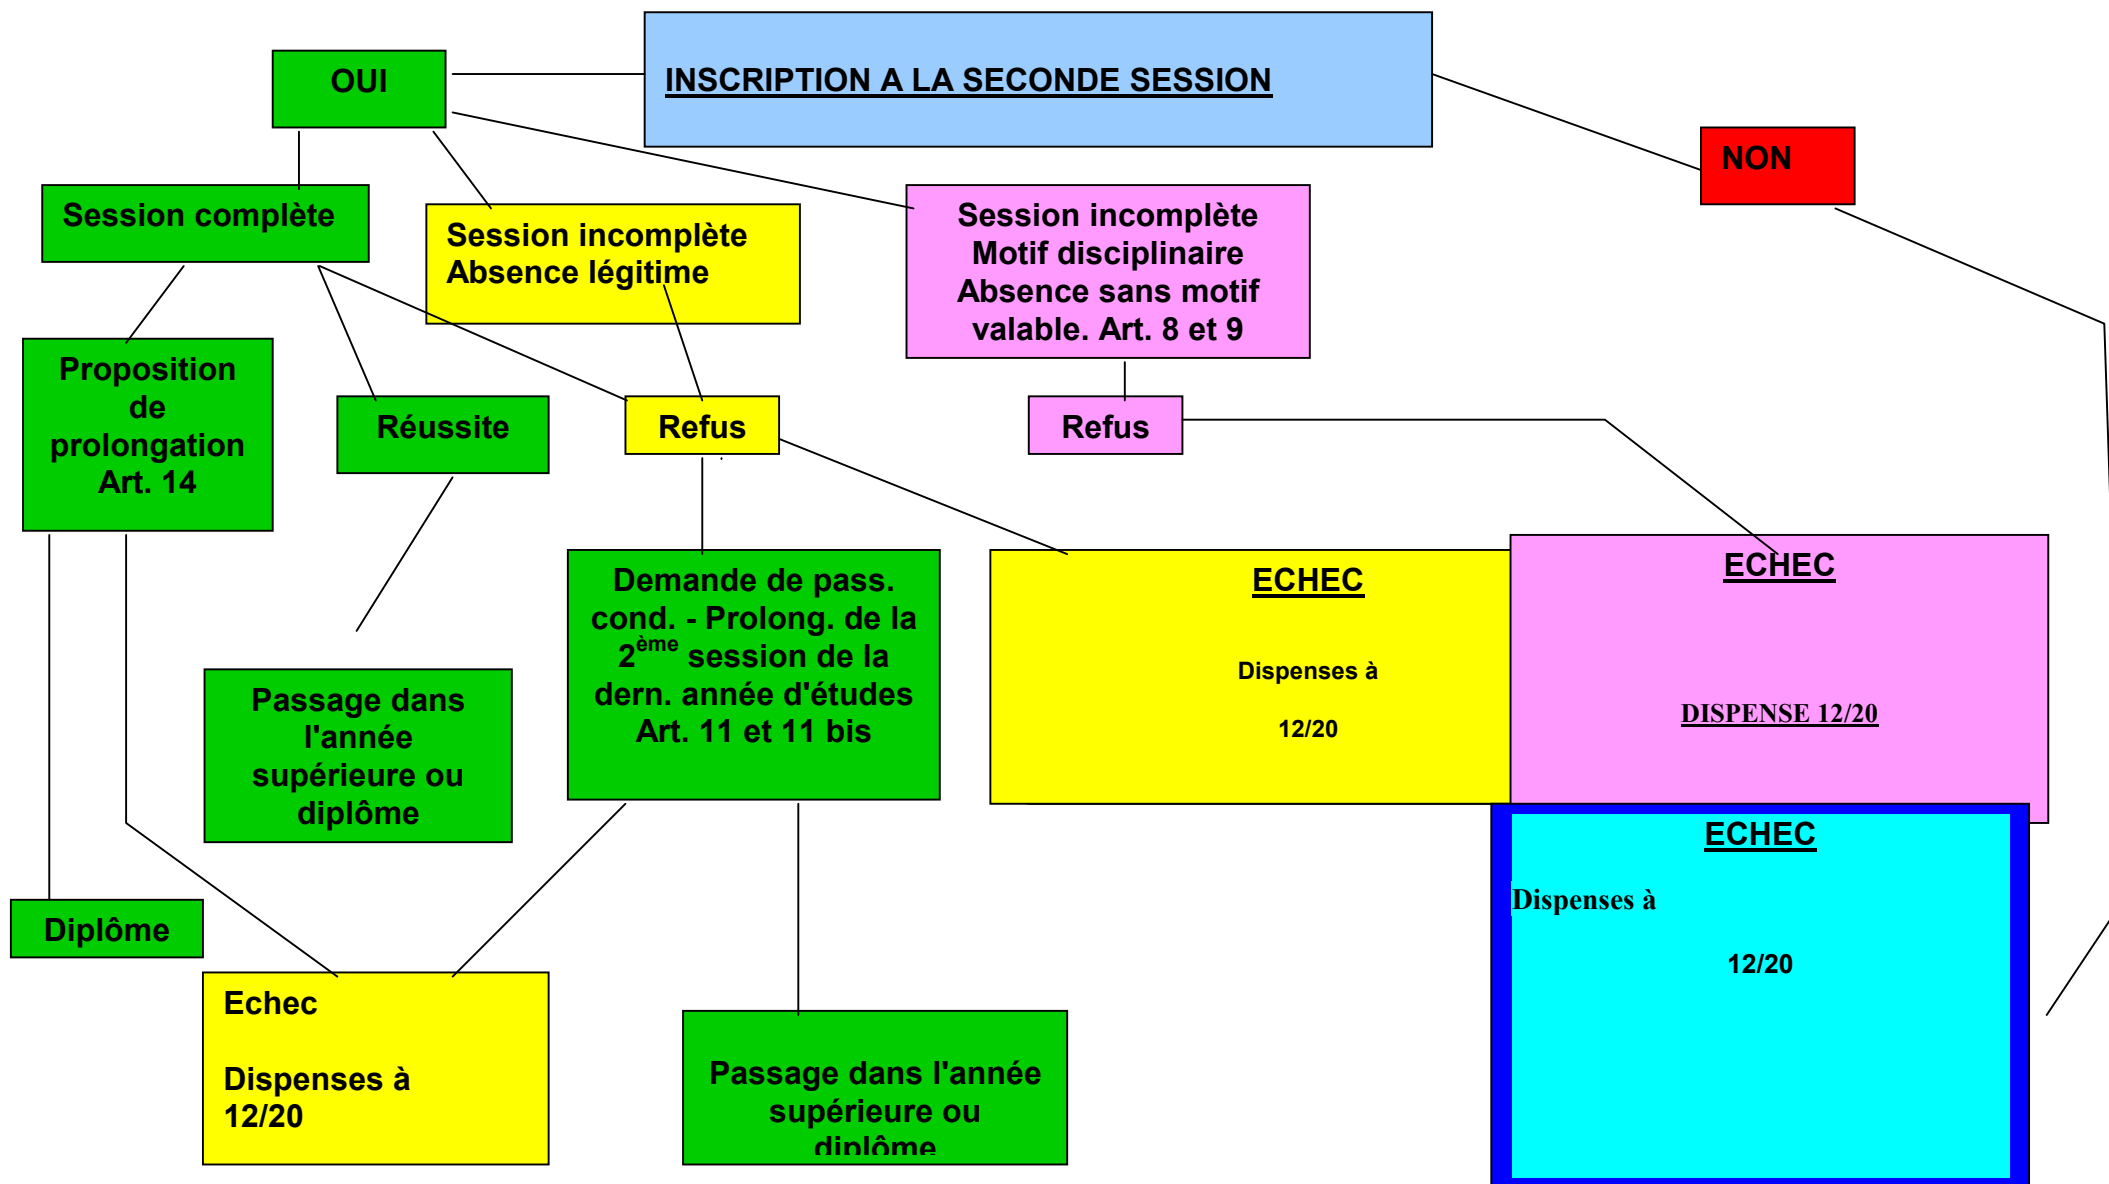 OUI
INSCRIPTION A LA SECONDE SESSION
NON
Session complète
Session incomplète
Absence légitime
Session incomplète
Motif disciplinaire
Absence sans motif
valable. Art. 8 et 9
Proposition
de
prolongation
Art. 14
Réussite
Refus
Refus
Demande de pass.
cond. - Prolong. de la
2ème session de la
dern. année d'études
Art. 11 et 11 bis
ECHEC
Dispenses à
12/20
ECHEC
DISPENSE 12/20
Passage dans
l'année
supérieure ou
diplôme
ECHEC
Dispenses à
12/20
Diplôme
Echec
Dispenses à
12/20
Passage dans l'année
supérieure ou
diplôme